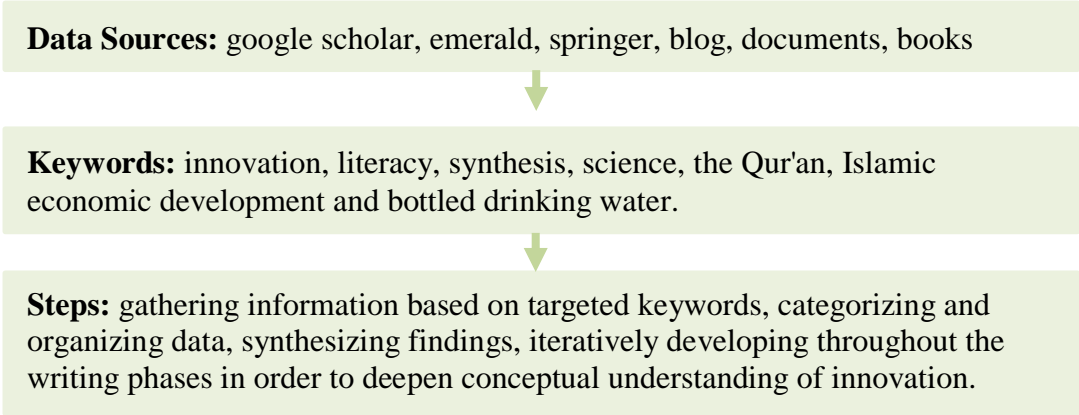 Data Sources: google scholar, emerald, springer, blog, documents, books
Keywords: innovation, literacy, synthesis, science, the Qur'an, Islamic
economic development and bottled drinking water.
Steps: gathering information based on targeted keywords, categorizing and
organizing data, synthesizing findings, iteratively developing throughout the
writing phases in order to deepen conceptual understanding of innovation.